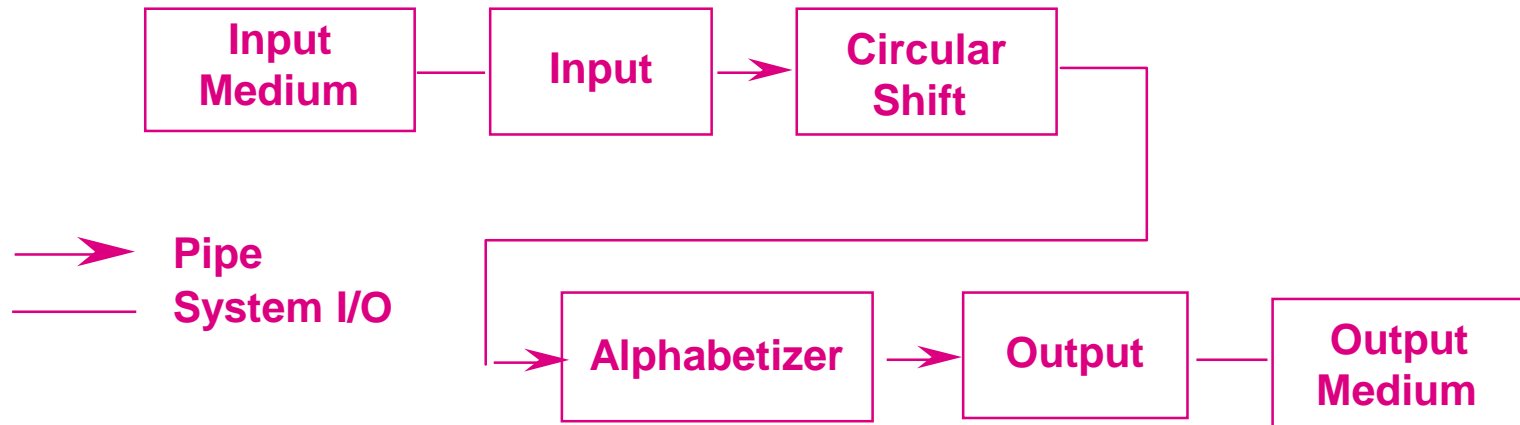 Input
Medium
Input
Circular
Shift
Pipe
System I/O
Alphabetizer
Output
Output
Medium